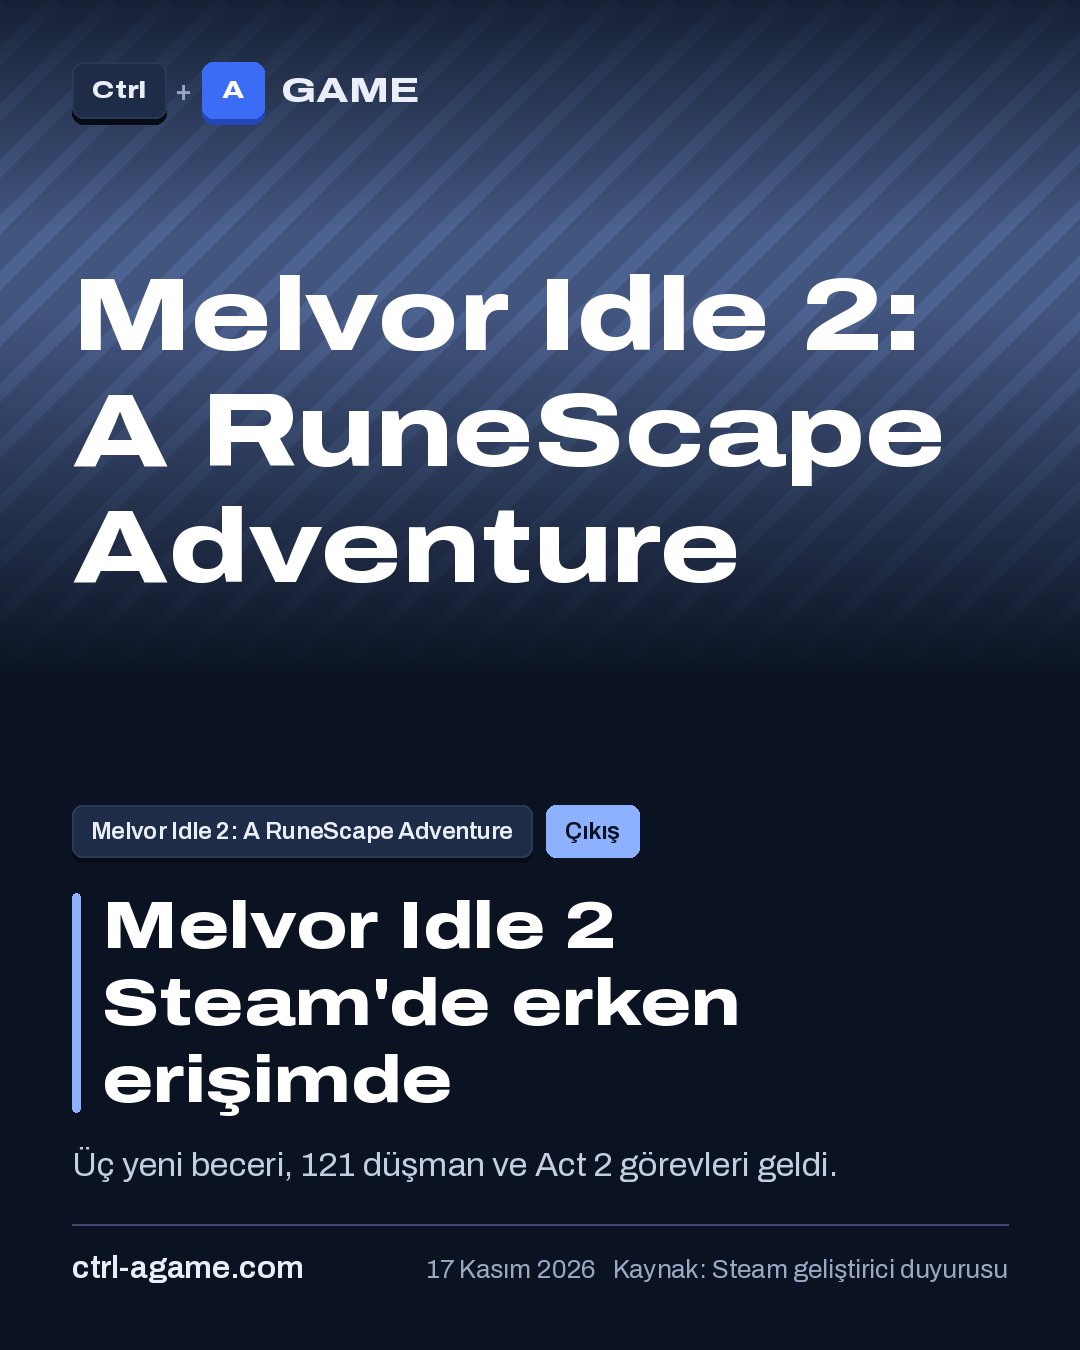 Ctrl + A GAME
Melvor Idle 2:
A RuneScape
Adventure
Melvor Idle 2: A RuneScape Adventure Çıkış
Melvor Idle 2
Steam'de erken
erişimde
Üç yeni beceri, 121 düşman ve Act 2 görevleri geldi.
ctrl-agame.com 17 Kasım 2026 Kaynak: Steam geliştirici duyurusu